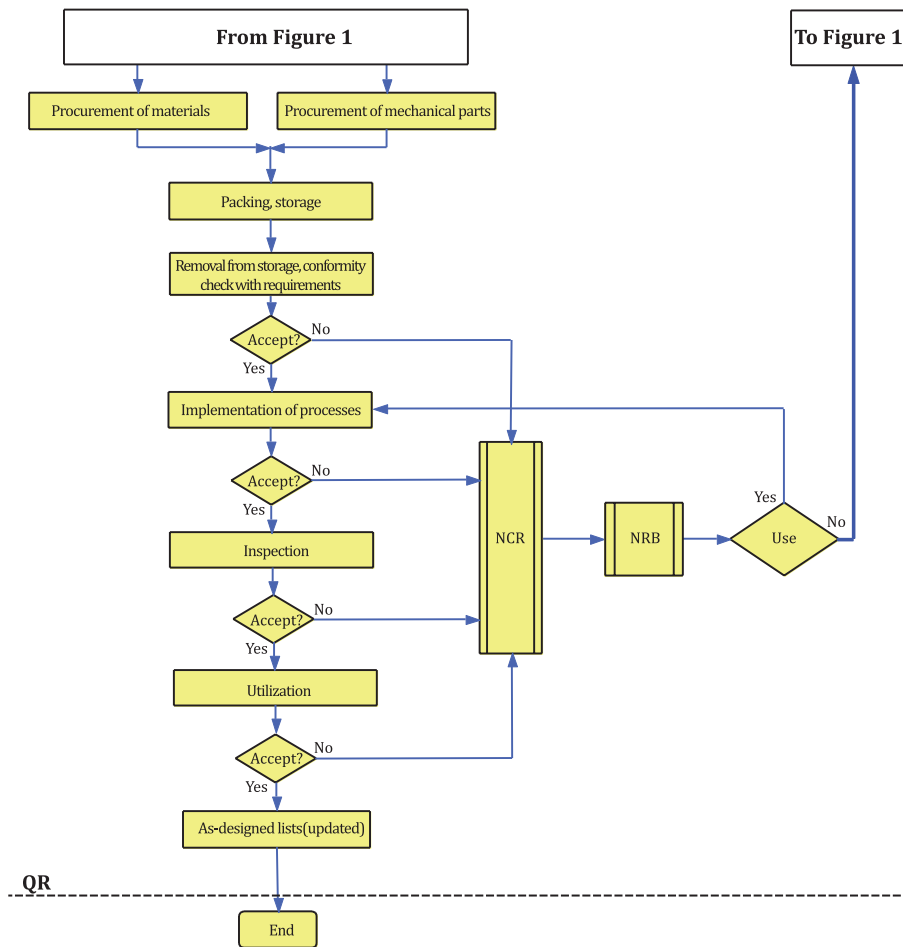 From Figure 1
To Figure 1
Procurement of materials
Procurement of mechanical parts
Packing, storage
Removal from storage, conformity
check with requirements
Accept?
No
Yes
Implementation of processes
Accept?
No
Yes
Inspection
NCR
NRB
Yes
Use
No
Accept?
No
Yes
Utilization
Accept?
No
Yes
As-designed lists(updated)
QR
End